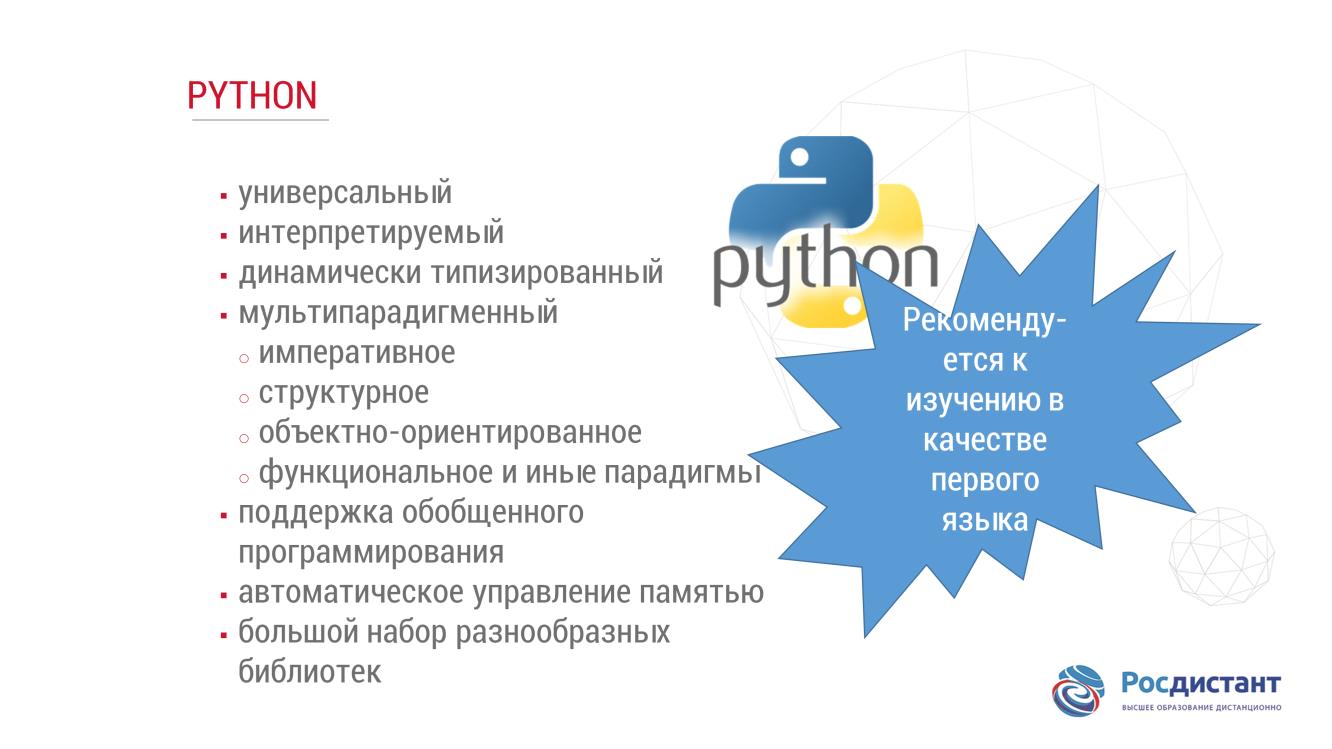 PYTHON
универсальный
интерпретируемый
динамически типизированный
мультипарадигменный
императивное
структурное
объектно-ориентированное
функциональное и иные парадигмы
поддержка обобщенного
программирования
автоматическое управление памятью
большой набор разнообразных
библиотек
python
Рекоменду-
ется к
изучению в
качестве
первого
языка
Росдистант
ВЫСШЕЕ ОБРАЗОВАНИЕ ДИСТАНЦИОННО